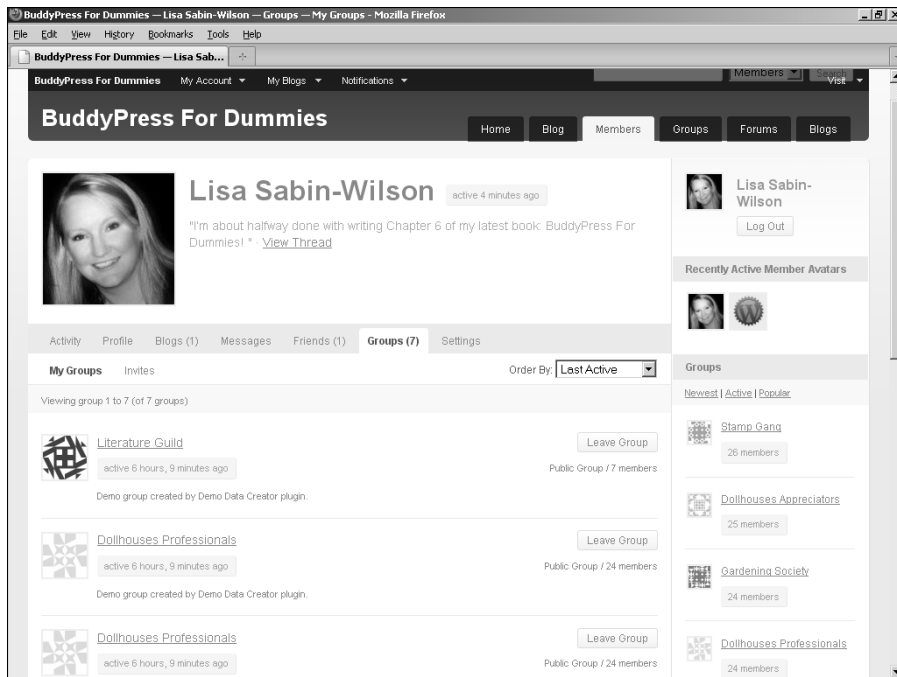 BuddyPress For Dummies — Lisa Sabin-Wilson — Groups — My Groups - Mozilla Firefox
File Edit View History Bookmarks Tools Help
BuddyPress For Dummies — Lisa Sab...
BuddyPress For Dummies My Account My Blogs Notifications Members Search Visit
BuddyPress For Dummies
Home Blog Members Groups Forums Blogs
Lisa Sabin-Wilson active 4 minutes ago
"I'm about halfway done with writing Chapter 6 of my latest book: BuddyPress For
Dummies! " · View Thread
Activity Profile Blogs (1) Messages Friends (1) Groups (7) Settings
My Groups Invites Order By: Last Active
Viewing group 1 to 7 (of 7 groups)
Literature Guild Leave Group
active 6 hours, 9 minutes ago Public Group / 7 members
Demo group created by Demo Data Creator plugin.
Dollhouses Professionals Leave Group
active 6 hours, 9 minutes ago Public Group / 24 members
Demo group created by Demo Data Creator plugin.
Dollhouses Professionals Leave Group
active 6 hours, 9 minutes ago Public Group / 24 members
Lisa Sabin-
Wilson
Log Out
Recently Active Member Avatars
Groups
Newest | Active | Popular
Stamp Gang
26 members
Dollhouses Appreciators
25 members
Gardening Society
24 members
Dollhouses Professionals
24 members